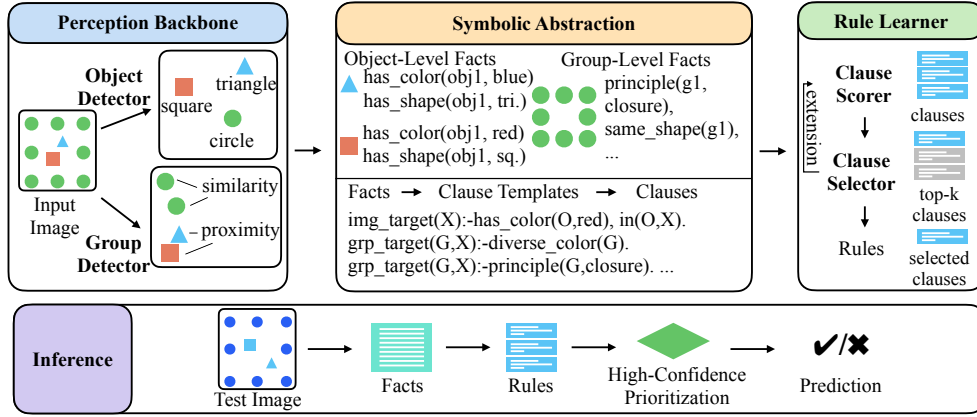 Perception Backbone
Object
Detector
triangle
square
circle
Input
Image
Group
Detector
similarity
proximity
Symbolic Abstraction
Object-Level Facts
has_color(obj1, blue)
has_shape(obj1, tri.)
has_color(obj1, red)
has_shape(obj1, sq.)
Group-Level Facts
principle(g1,
closure),
same_shape(g1),
...
Facts Clause Templates Clauses
img_target(X):-has_color(O,red), in(O,X).
grp_target(G,X):-diverse_color(G).
grp_target(G,X):-principle(G,closure). ...
Rule Learner
Clause
Scorer
clauses
extension
Clause
Selector
top-k
clauses
Rules
selected
clauses
Inference
Test Image
Facts
Rules
High-Confidence
Prioritization
Prediction